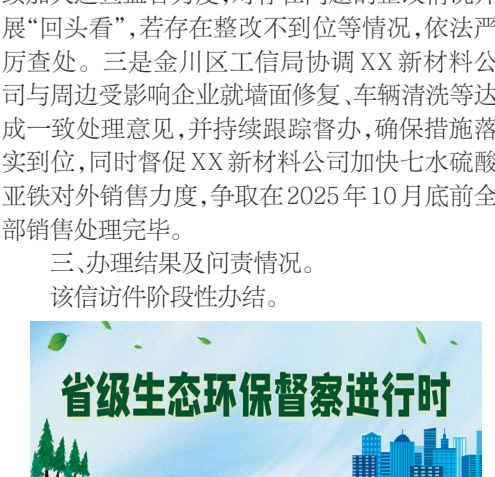 展“回头看”，若存在整改不到位等情况，依法严
厉查处。三是金川区工信局协调XX新材料公
司与周边受影响企业就墙面修复、车辆清洗等达
成一致处理意见，并持续跟踪督办，确保措施落
实到位，同时督促XX新材料公司加快七水硫酸
亚铁对外销售力度，争取在2025年10月底前全
部销售处理完毕。
三、办理结果及问责情况。
该信访件阶段性办结。
省级生态环保督察进行时